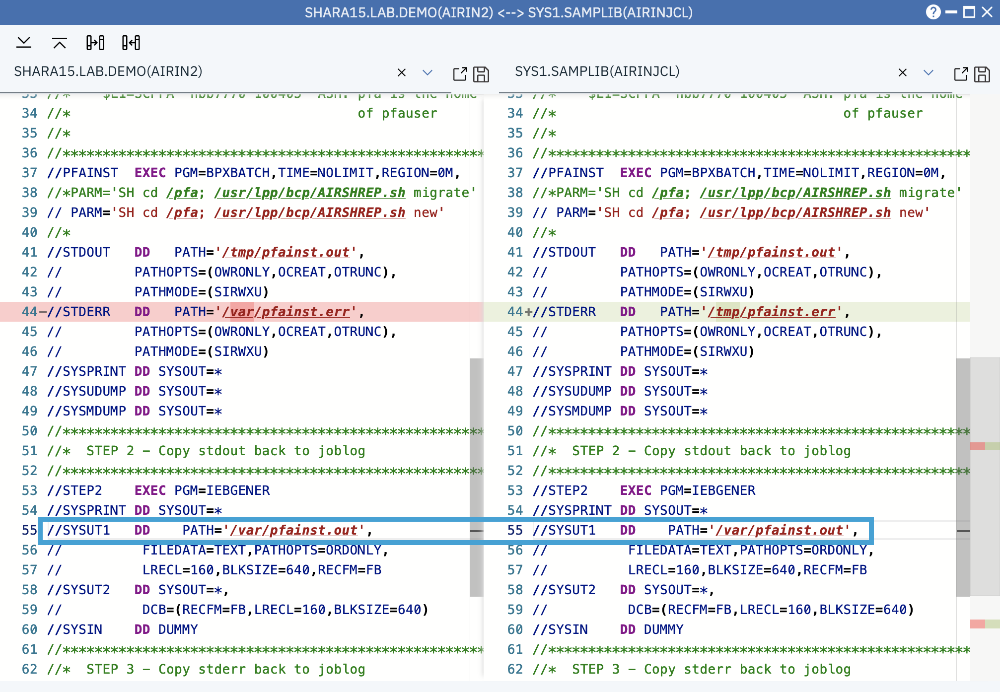 SHARA15.LAB.DEMO(AIRIN2) <--> SYS1.SAMPLIB(AIRINJCL)
SHARA15.LAB.DEMO(AIRIN2)
34 //*                                    of pfauser
35 //*
36 //*****************************************************
37 //PFAINST  EXEC PGM=BPXBATCH,TIME=NOLIMIT,REGION=0M,
38 //*PARM='SH cd /pfa; /usr/lpp/bcp/AIRSHREP.sh migrate'
39 // PARM='SH cd /pfa; /usr/lpp/bcp/AIRSHREP.sh new'
40 //*
41 //STDOUT   DD   PATH='/tmp/pfainst.out',
42 //         PATHOPTS=(OWRONLY,OCREAT,OTRUNC),
43 //         PATHMODE=(SIRWXU)
44-//STDERR   DD   PATH='/var/pfainst.err',
45 //         PATHOPTS=(OWRONLY,OCREAT,OTRUNC),
46 //         PATHMODE=(SIRWXU)
47 //SYSPRINT DD SYSOUT=*
48 //SYSUDUMP DD SYSOUT=*
49 //SYSMDUMP DD SYSOUT=*
50 //*****************************************************
51 //*  STEP 2 - Copy stdout back to joblog
52 //*****************************************************
53 //STEP2    EXEC PGM=IEBGENER
54 //SYSPRINT DD SYSOUT=*
55 //SYSUT1   DD    PATH='/var/pfainst.out',
56 //          FILEDATA=TEXT,PATHOPTS=ORDONLY,
57 //          LRECL=160,BLKSIZE=640,RECFM=FB
58 //SYSUT2   DD SYSOUT=*,
59 //          DCB=(RECFM=FB,LRECL=160,BLKSIZE=640)
60 //SYSIN    DD DUMMY
61 //*****************************************************
62 //*  STEP 3 - Copy stderr back to joblog
SYS1.SAMPLIB(AIRINJCL)
34 //*                                    of pfauser
35 //*
36 //*****************************************************
37 //PFAINST  EXEC PGM=BPXBATCH,TIME=NOLIMIT,REGION=0M,
38 //*PARM='SH cd /pfa; /usr/lpp/bcp/AIRSHREP.sh migrate'
39 // PARM='SH cd /pfa; /usr/lpp/bcp/AIRSHREP.sh new'
40 //*
41 //STDOUT   DD   PATH='/tmp/pfainst.out',
42 //         PATHOPTS=(OWRONLY,OCREAT,OTRUNC),
43 //         PATHMODE=(SIRWXU)
44+//STDERR   DD   PATH='/tmp/pfainst.err',
45 //         PATHOPTS=(OWRONLY,OCREAT,OTRUNC),
46 //         PATHMODE=(SIRWXU)
47 //SYSPRINT DD SYSOUT=*
48 //SYSUDUMP DD SYSOUT=*
49 //SYSMDUMP DD SYSOUT=*
50 //*****************************************************
51 //*  STEP 2 - Copy stdout back to joblog
52 //*****************************************************
53 //STEP2    EXEC PGM=IEBGENER
54 //SYSPRINT DD SYSOUT=*
55 //SYSUT1   DD    PATH='/var/pfainst.out',
56 //          FILEDATA=TEXT,PATHOPTS=ORDONLY,
57 //          LRECL=160,BLKSIZE=640,RECFM=FB
58 //SYSUT2   DD SYSOUT=*,
59 //          DCB=(RECFM=FB,LRECL=160,BLKSIZE=640)
60 //SYSIN    DD DUMMY
61 //*****************************************************
62 //*  STEP 3 - Copy stderr back to joblog